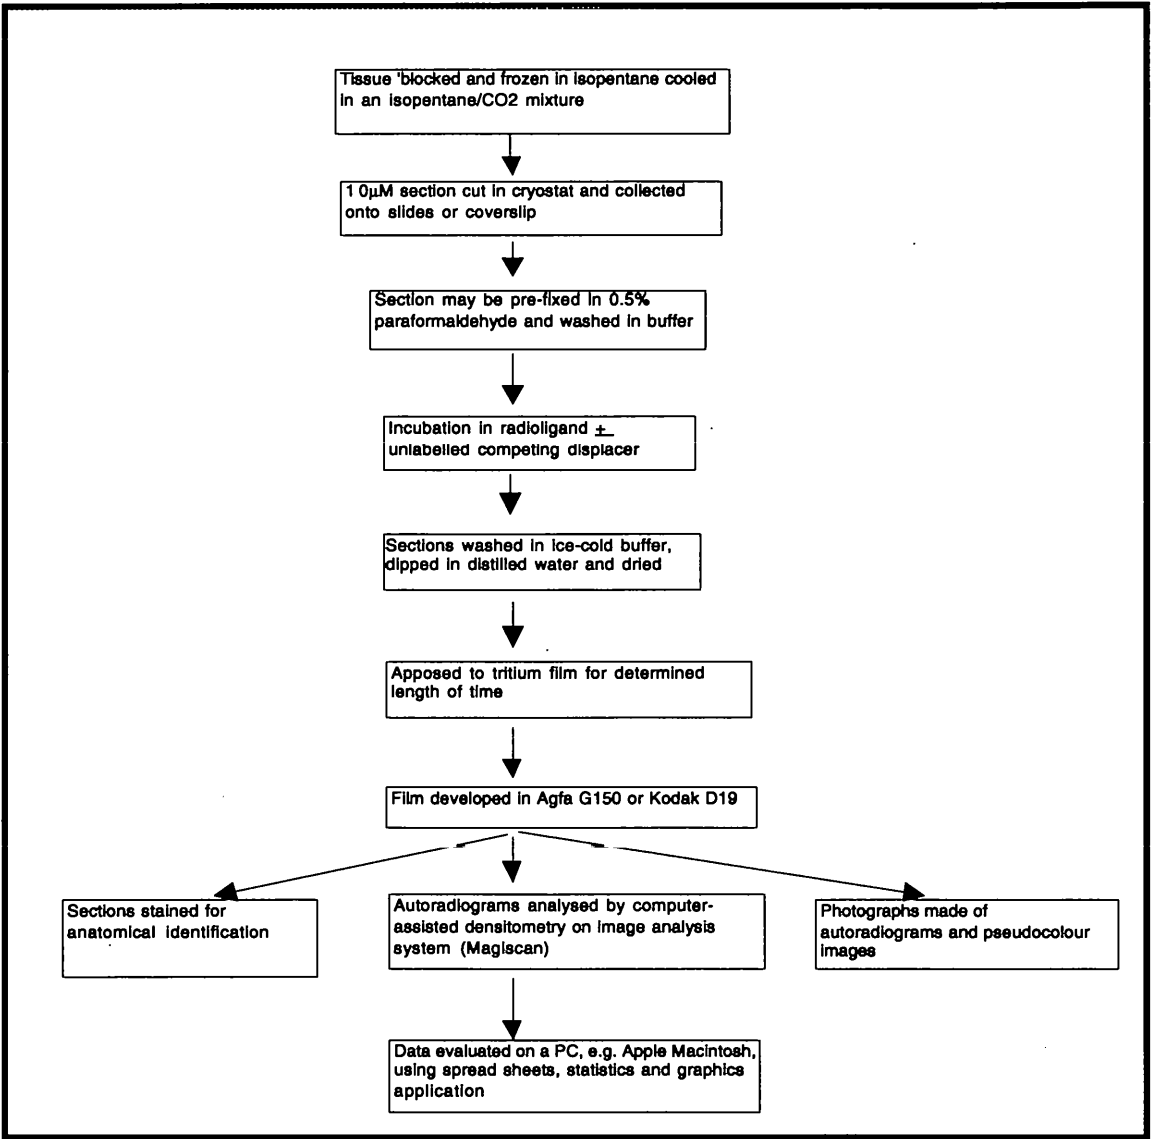 Tissue 'blocked and frozen in isopentane cooled
in an isopentane/CO2 mixture
10µM section cut in cryostat and collected
onto slides or coverslip
Section may be pre-fixed in 0.5%
paraformaldehyde and washed in buffer
Incubation in radioligand ±
unlabelled competing displacer
Sections washed in ice-cold buffer,
dipped in distilled water and dried
Apposed to tritium film for determined
length of time
Film developed in Agfa G150 or Kodak D19
Sections stained for
anatomical identification
Autoradiograms analysed by computer-
assisted densitometry on image analysis
system (Magiscan)
Photographs made of
autoradiograms and pseudocolour
images
Data evaluated on a PC, e.g. Apple Macintosh,
using spread sheets, statistics and graphics
application